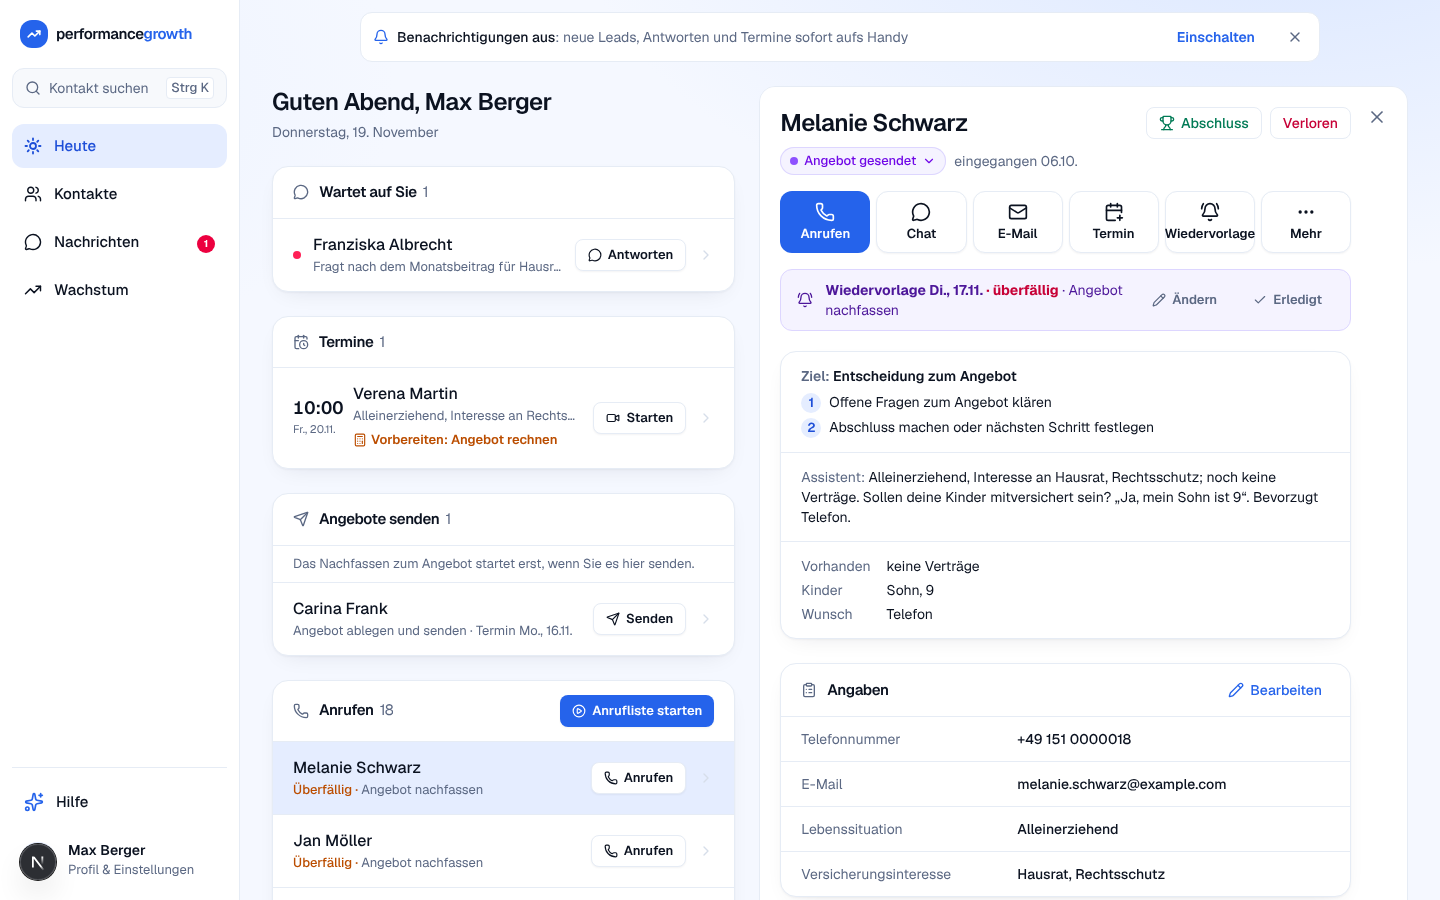 performancegrowth
Kontakt suchen Strg K
Heute
Kontakte
Nachrichten 1
Wachstum
Hilfe
N
Max Berger
Profil & Einstellungen
Benachrichtigungen aus: neue Leads, Antworten und Termine sofort aufs Handy
Einschalten
Guten Abend, Max Berger
Donnerstag, 19. November
Wartet auf Sie 1
Franziska Albrecht
Fragt nach dem Monatsbeitrag für Hausr…
Antworten
Termine 1
10:00
Fr., 20.11.
Verena Martin
Alleinerziehend, Interesse an Rechts…
Vorbereiten: Angebot rechnen
Starten
Angebote senden 1
Das Nachfassen zum Angebot startet erst, wenn Sie es hier senden.
Carina Frank
Angebot ablegen und senden · Termin Mo., 16.11.
Senden
Anrufen 18
Anrufliste starten
Melanie Schwarz
Überfällig · Angebot nachfassen
Anrufen
Jan Möller
Überfällig · Angebot nachfassen
Anrufen
Melanie Schwarz
Abschluss
Verloren
Angebot gesendet
eingegangen 06.10.
Anrufen
Chat
E-Mail
Termin
Wiedervorlage
Mehr
Wiedervorlage Di., 17.11. · überfällig · Angebot
nachfassen
Ändern
Erledigt
Ziel: Entscheidung zum Angebot
1 Offene Fragen zum Angebot klären
2 Abschluss machen oder nächsten Schritt festlegen
Assistent: Alleinerziehend, Interesse an Hausrat, Rechtsschutz; noch keine
Verträge. Sollen deine Kinder mitversichert sein? „Ja, mein Sohn ist 9“. Bevorzugt
Telefon.
Vorhanden keine Verträge
Kinder Sohn, 9
Wunsch Telefon
Angaben
Bearbeiten
Telefonnummer +49 151 0000018
E-Mail melanie.schwarz@example.com
Lebenssituation Alleinerziehend
Versicherungsinteresse Hausrat, Rechtsschutz